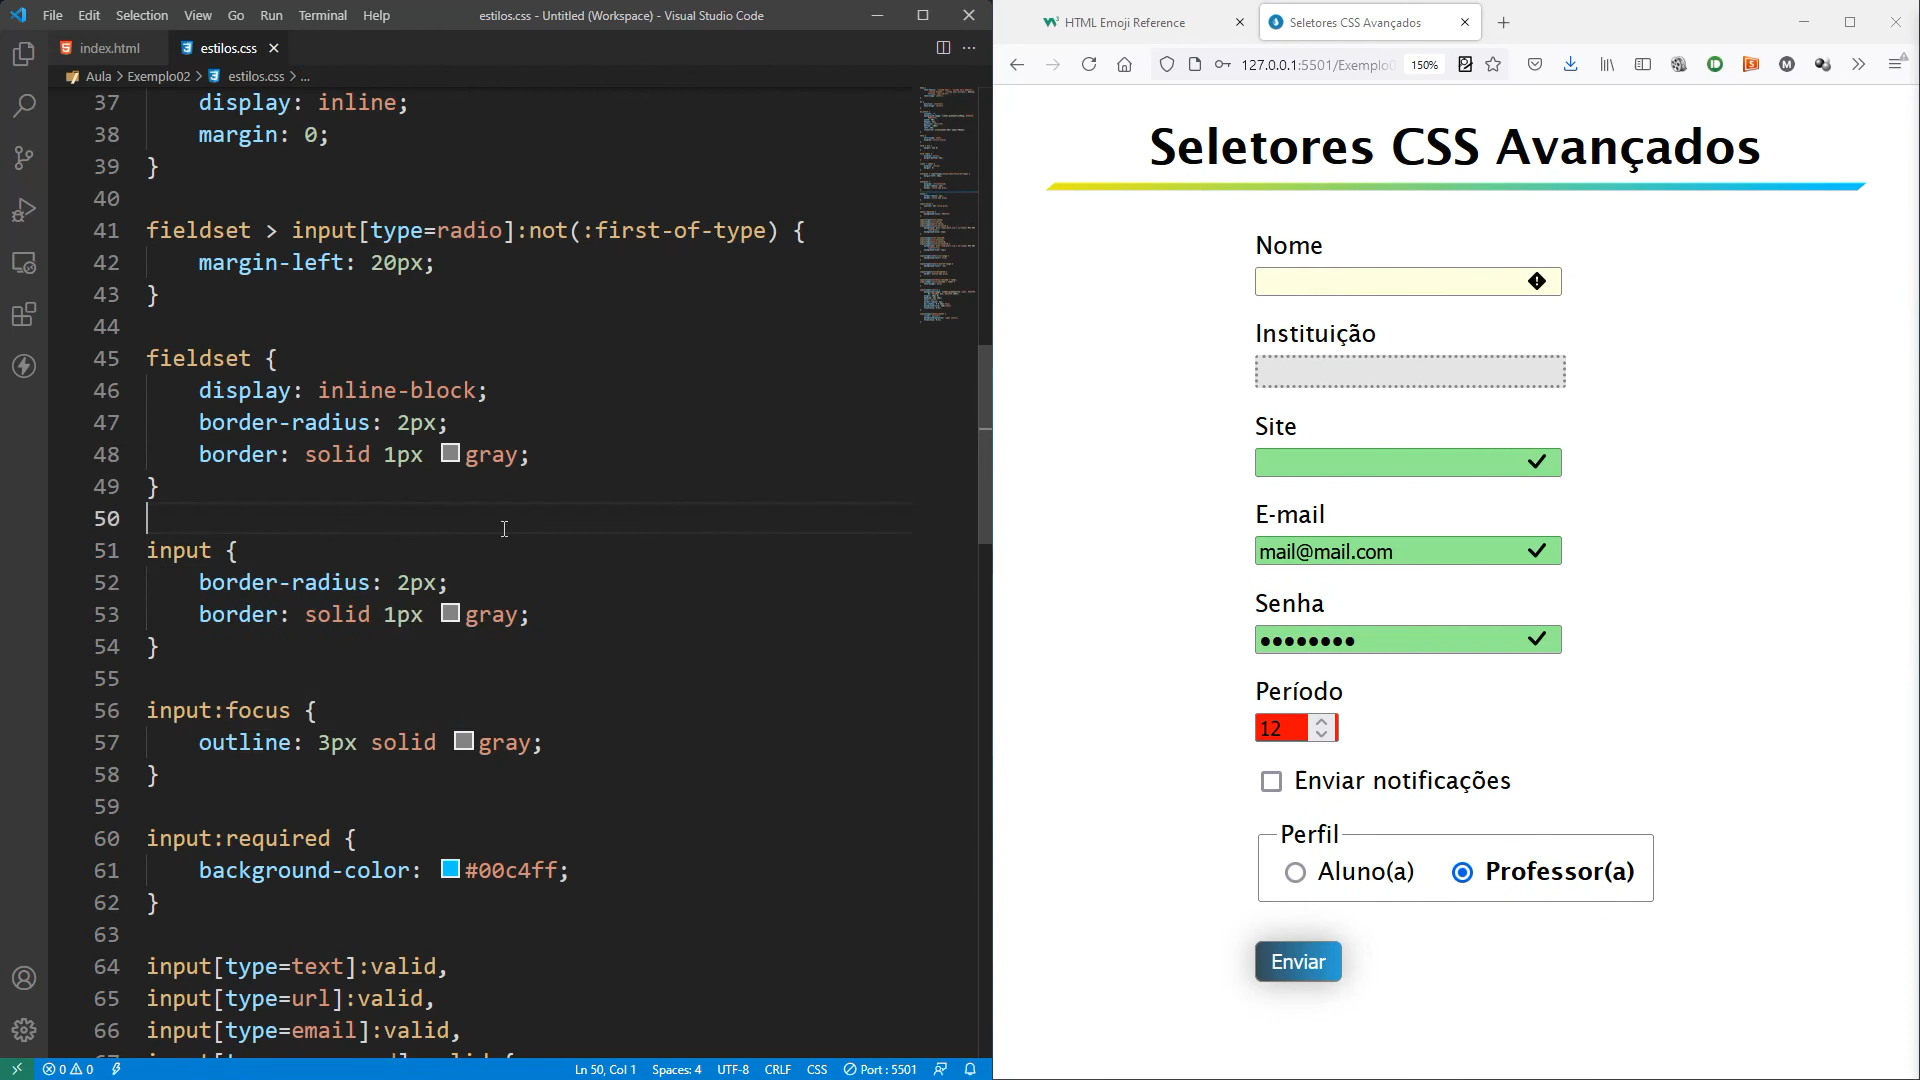 File Edit Selection View Go Run Terminal Help
estilos.css - Untitled (Workspace) - Visual Studio Code
index.html
estilos.css
Aula > Exemplo02 > estilos.css > ...
37 display: inline;
38 margin: 0;
39 }
40
41 fieldset > input[type=radio]:not(:first-of-type) {
42 margin-left: 20px;
43 }
44
45 fieldset {
46 display: inline-block;
47 border-radius: 2px;
48 border: solid 1px gray;
49 }
50
51 input {
52 border-radius: 2px;
53 border: solid 1px gray;
54 }
55
56 input:focus {
57 outline: 3px solid gray;
58 }
59
60 input:required {
61 background-color: #00c4ff;
62 }
63
64 input[type=text]:valid,
65 input[type=url]:valid,
66 input[type=email]:valid,
0 0
Ln 50, Col 1 Spaces: 4 UTF-8 CRLF CSS Port : 5501
HTML Emoji Reference
Seletores CSS Avançados
127.0.0.1:5501/Exemplo0
150%
Seletores CSS Avançados
Nome
Instituição
Site
E-mail
mail@mail.com
Senha
Período
12
Enviar notificações
Perfil
Aluno(a) Professor(a)
Enviar